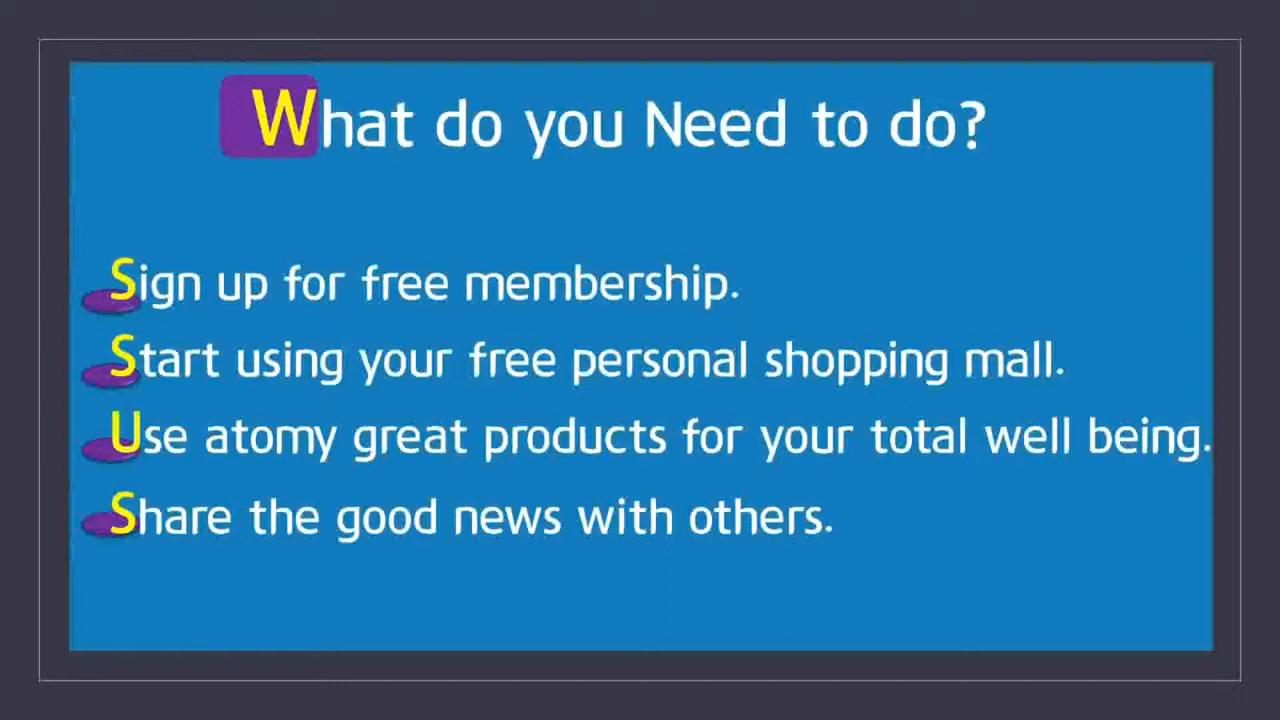 What do you Need to do?
Sign up for free membership.
Start using your free personal shopping mall.
Use atomy great products for your total well being.
Share the good news with others.